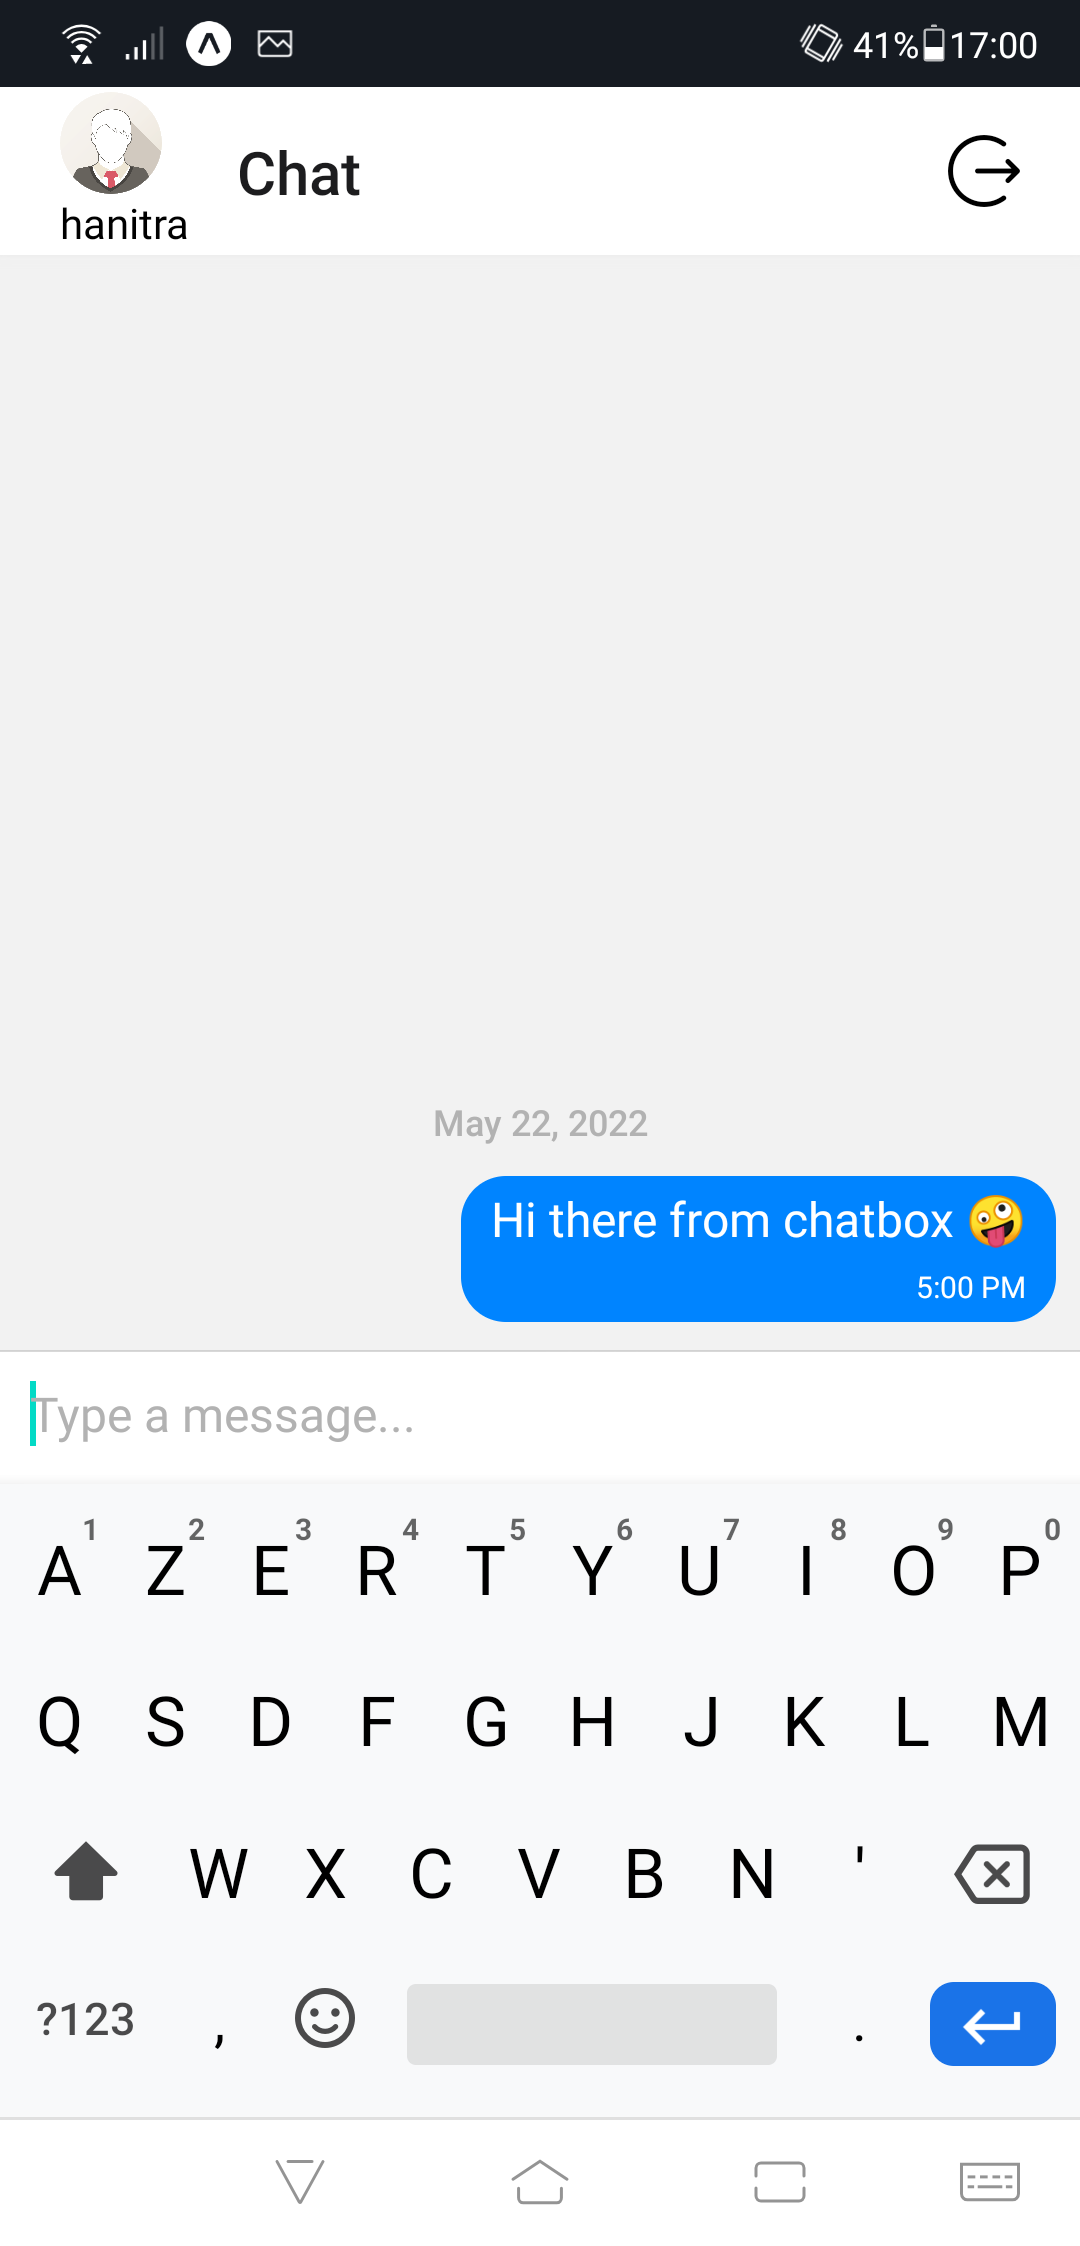 41% 17:00
Chat
hanitra
May 22, 2022
Hi there from chatbox 🤪
5:00 PM
Type a message...
1 2 3 4 5 6 7 8 9 0
A Z E R T Y U I O P
Q S D F G H J K L M
W X C V B N '
?123 , .